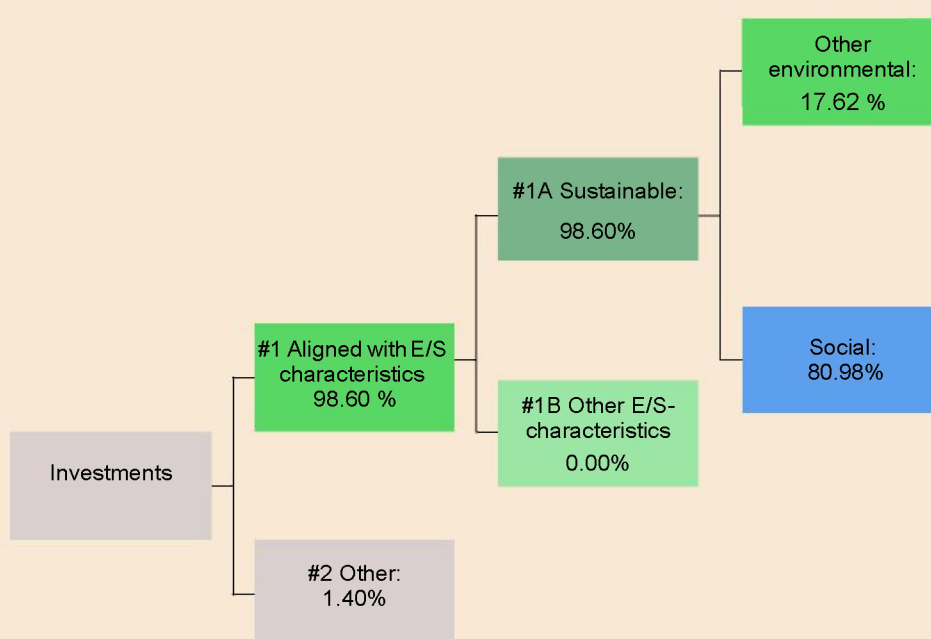 Other
environmental:
17.62 %
#1A Sustainable:
98.60%
#1 Aligned with E/S
characteristics
98.60 %
Social:
80.98%
#1B Other E/S-
characteristics
0.00%
Investments
#2 Other:
1.40%